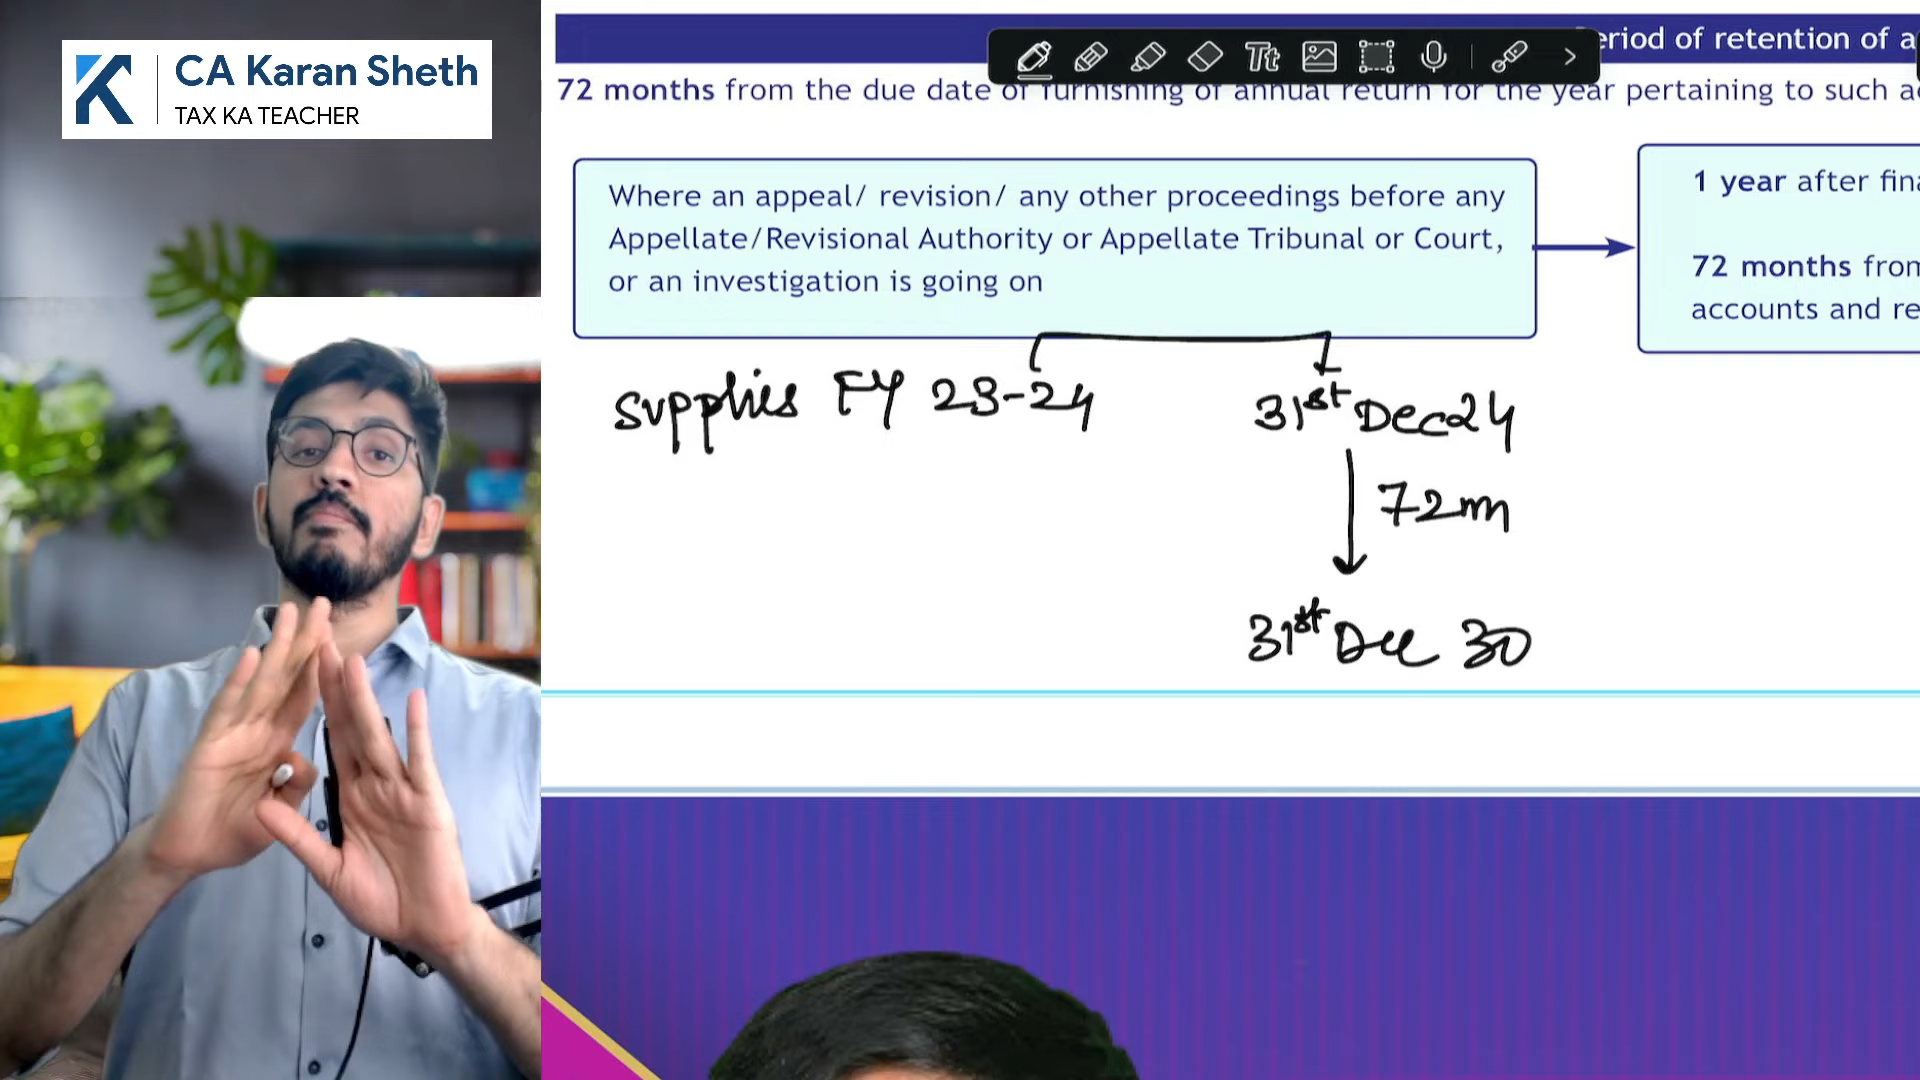 CA Karan Sheth
TAX KA TEACHER
Tt
eriod of retention of a
72 months from the due date of furnishing of annual return for the year pertaining to such a
Where an appeal/ revision/ any other proceedings before any
Appellate/Revisional Authority or Appellate Tribunal or Court,
or an investigation is going on
1 year after fin
72 months from
accounts and re
supplies FY 23-24
31st Dec24
72m
31st Dec 30